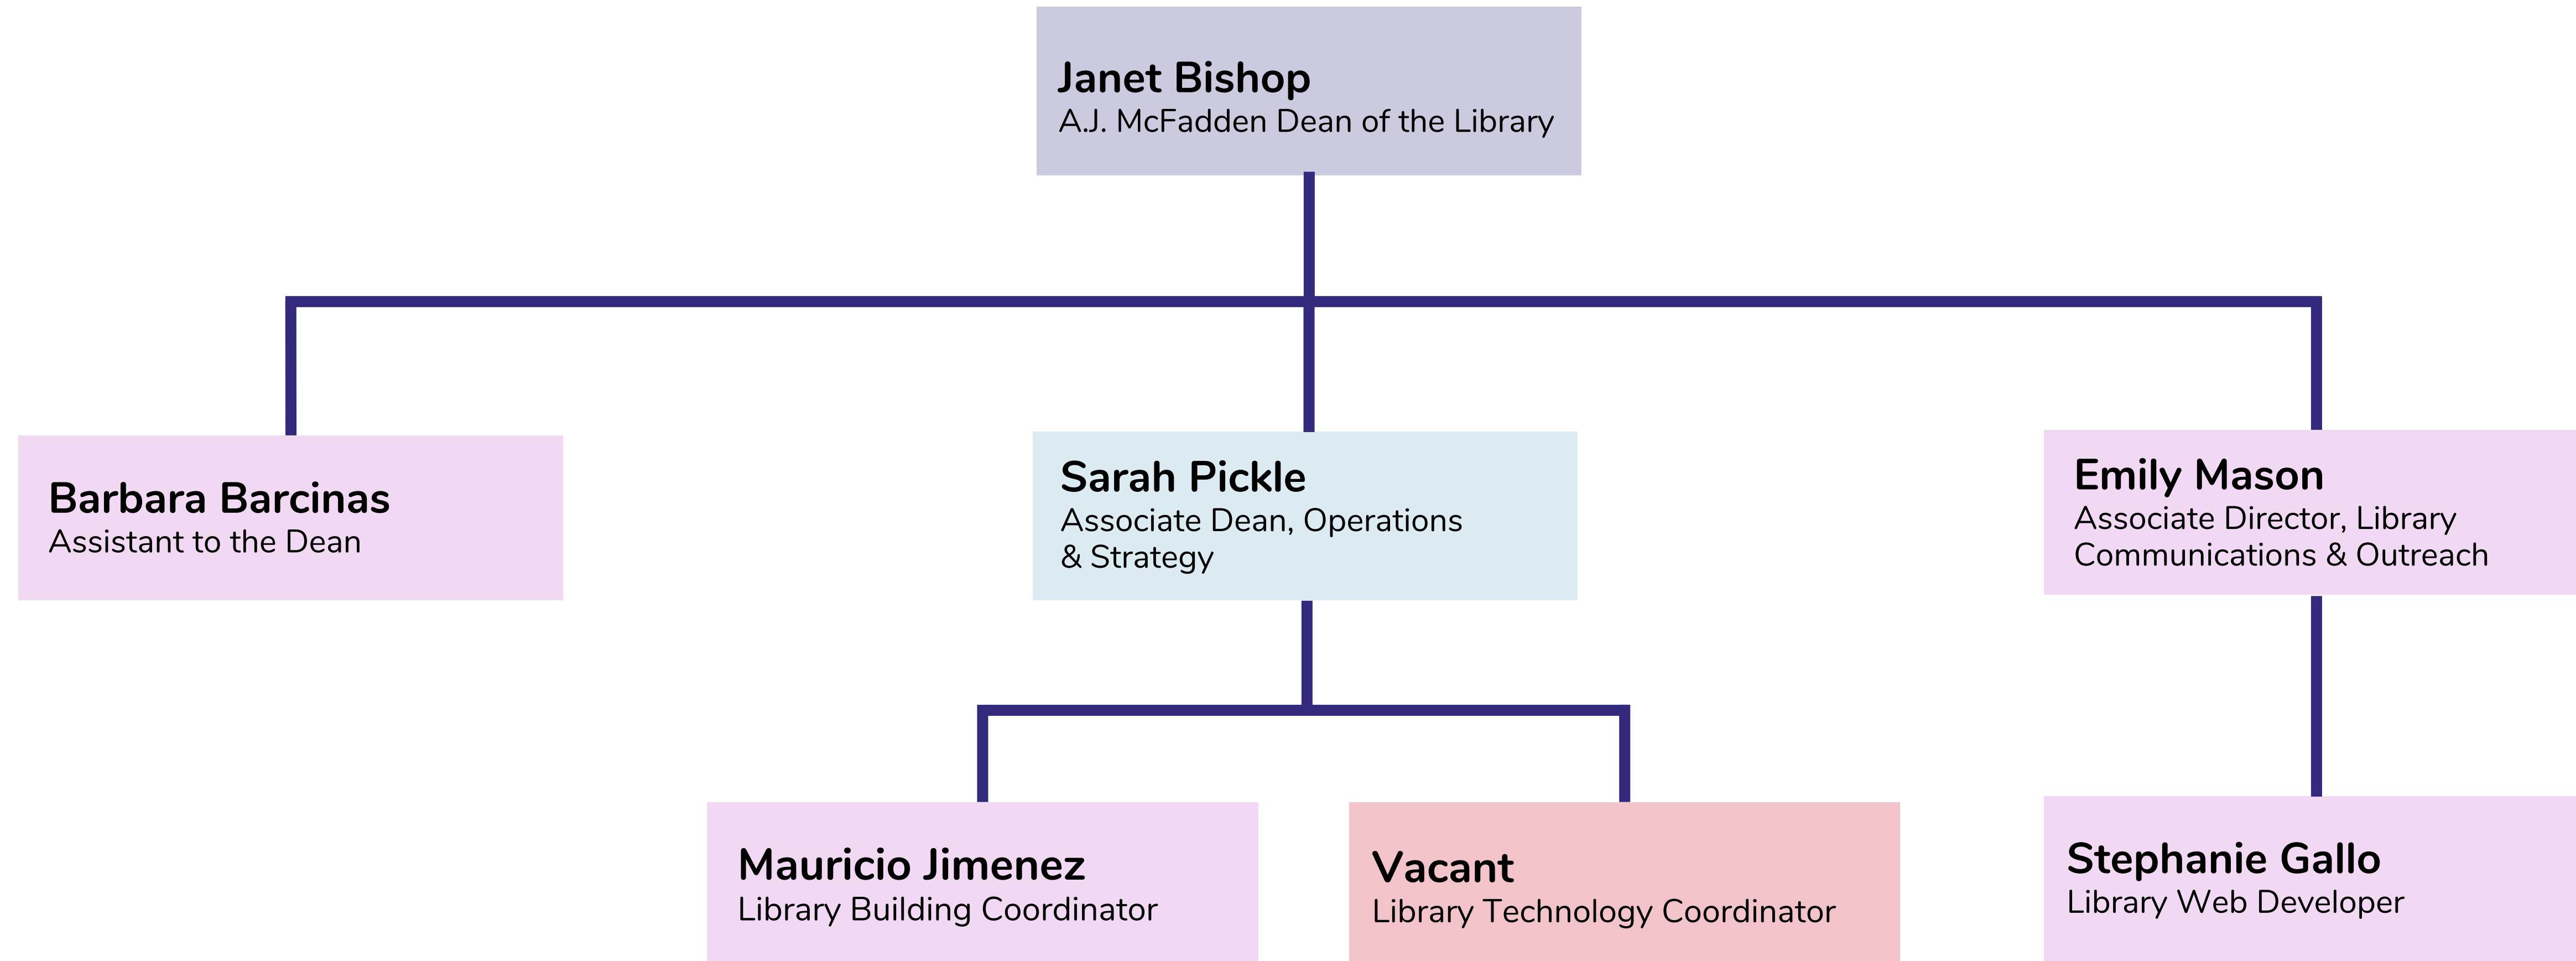 Janet Bishop
A.J. McFadden Dean of the Library
Barbara Barcinas
Assistant to the Dean
Sarah Pickle
Associate Dean, Operations
& Strategy
Emily Mason
Associate Director, Library
Communications & Outreach
Mauricio Jimenez
Library Building Coordinator
Vacant
Library Technology Coordinator
Stephanie Gallo
Library Web Developer